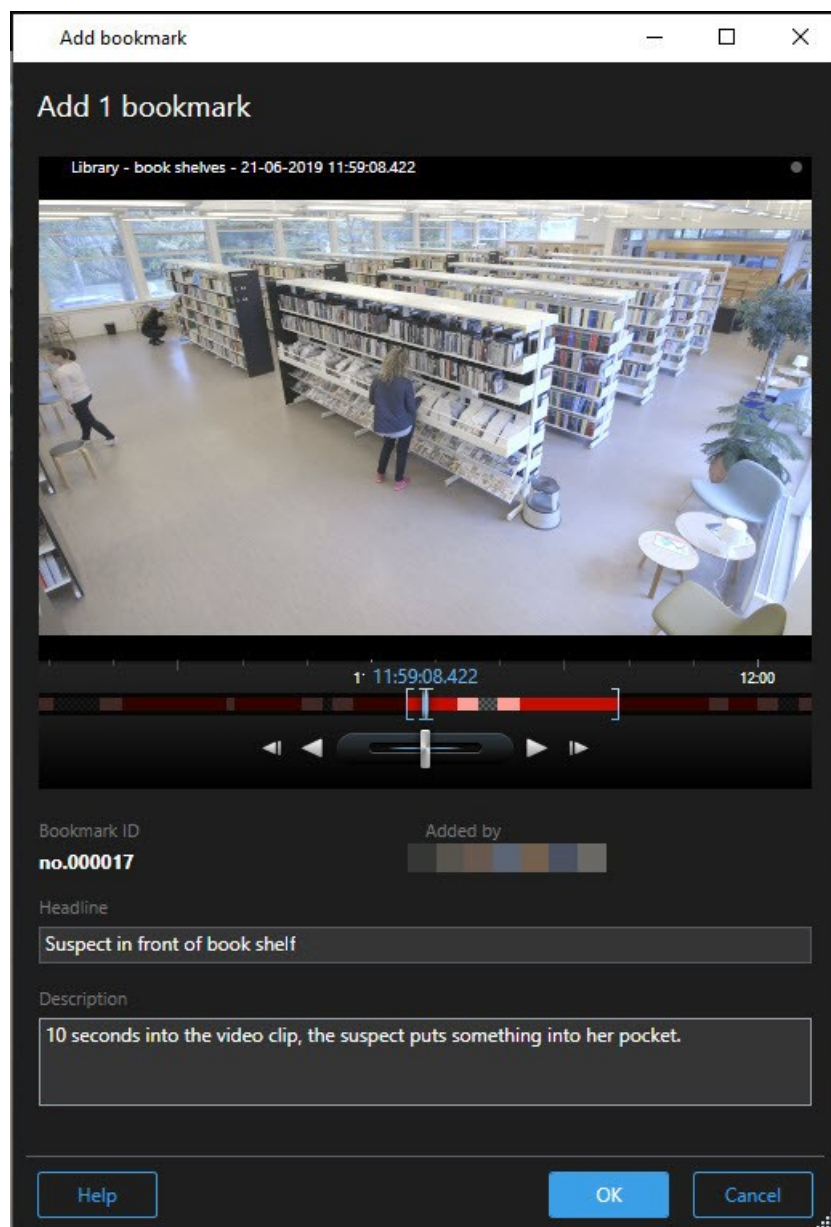 Add bookmark
Add 1 bookmark
Library - book shelves - 21-06-2019 11:59:08.422
11:59:08.422
12:00
Bookmark ID
Added by
no.000017
Headline
Suspect in front of book shelf
Description
10 seconds into the video clip, the suspect puts something into her pocket.
Help
OK
Cancel